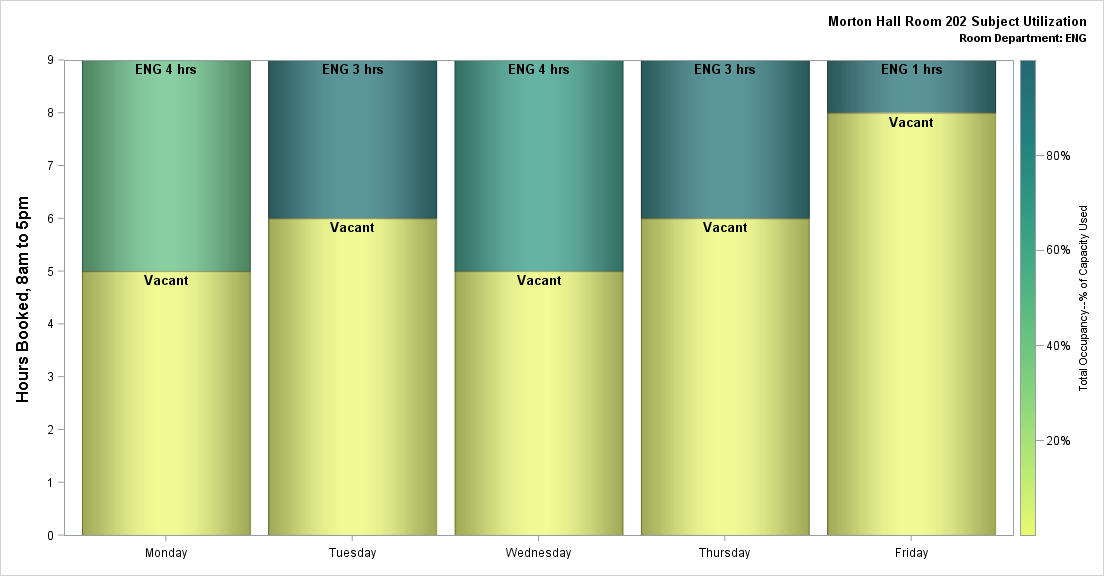 Morton Hall Room 202 Subject Utilization
Room Department: ENG
Hours Booked, 8am to 5pm
9
8
7
6
5
4
3
2
1
0
ENG 4 hrs
Vacant
ENG 3 hrs
Vacant
ENG 4 hrs
Vacant
ENG 3 hrs
Vacant
ENG 1 hrs
Vacant
Monday
Tuesday
Wednesday
Thursday
Friday
80%
60%
40%
20%
Total Occupancy--% of Capacity Used